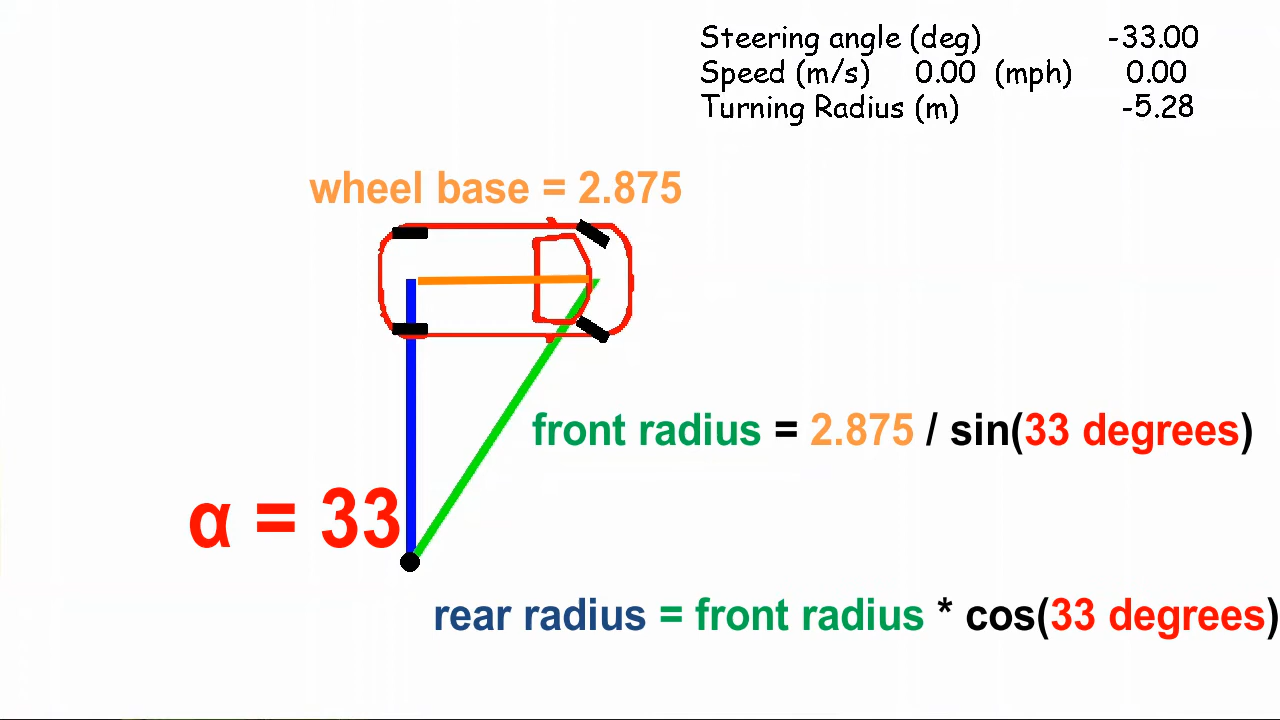 Steering angle (deg) -33.00
Speed (m/s) 0.00 (mph) 0.00
Turning Radius (m) -5.28
wheel base = 2.875
front radius = 2.875 / sin(33 degrees)
α = 33
rear radius = front radius * cos(33 degrees)